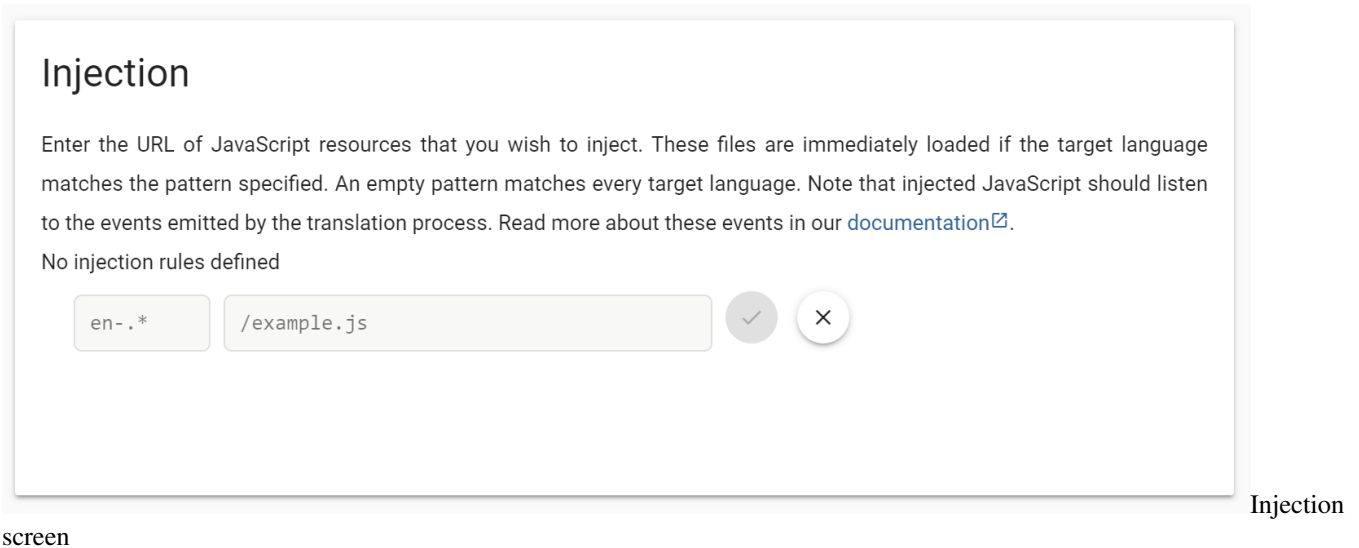 Injection
Enter the URL of JavaScript resources that you wish to inject. These files are immediately loaded if the target language
matches the pattern specified. An empty pattern matches every target language. Note that injected JavaScript should listen
to the events emitted by the translation process. Read more about these events in our documentation.
No injection rules defined
en-.* /example.js
Injection
screen